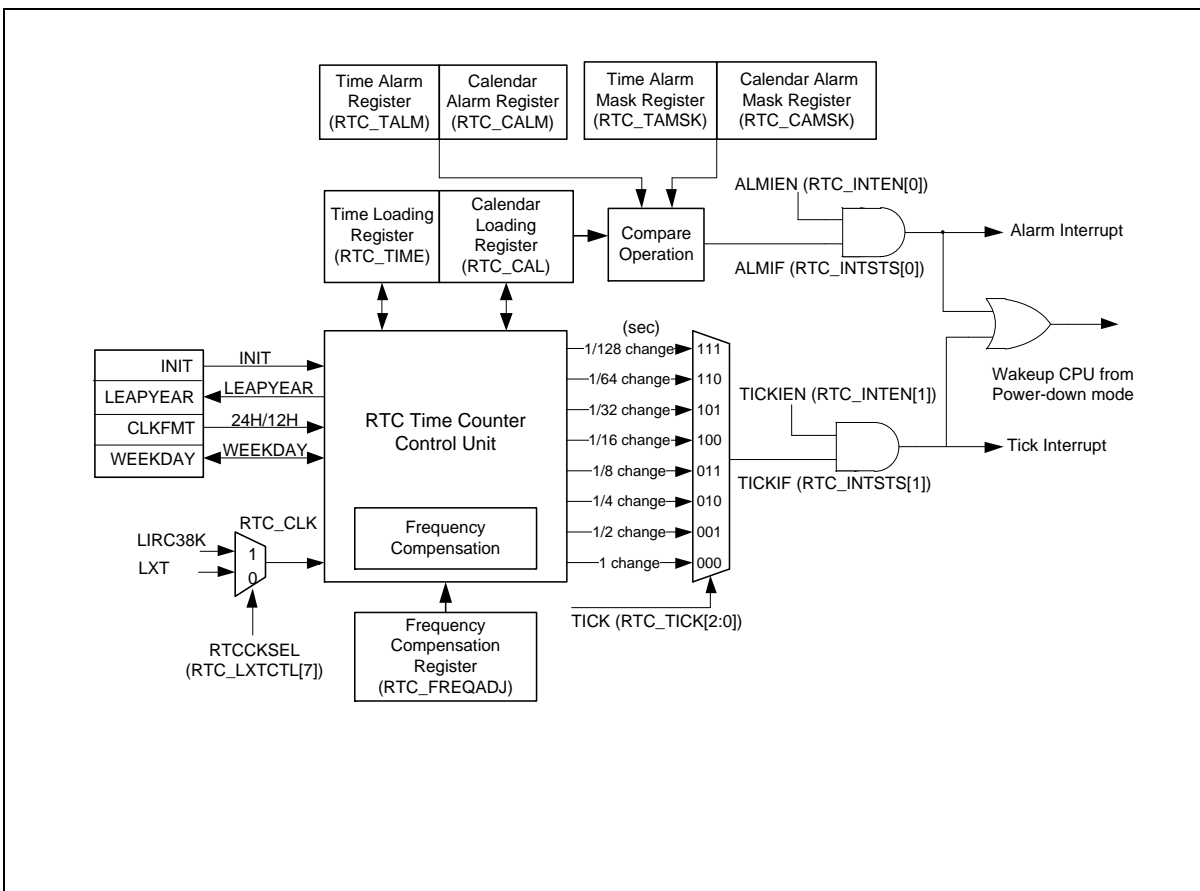 Time Alarm
Register
(RTC_TALM)
Calendar
Alarm Register
(RTC_CALM)
Time Alarm
Mask Register
(RTC_TAMSK)
Calendar Alarm
Mask Register
(RTC_CAMSK)
Time Loading
Register
(RTC_TIME)
Calendar
Loading
Register
(RTC_CAL)
Compare
Operation
ALMIEN (RTC_INTEN[0])
ALMIF (RTC_INTSTS[0])
Alarm Interrupt
INIT
LEAPYEAR
CLKFMT
WEEKDAY
INIT
LEAPYEAR
24H/12H
WEEKDAY
RTC Time Counter
Control Unit
Frequency
Compensation
(sec)
1/128 change
1/64 change
1/32 change
1/16 change
1/8 change
1/4 change
1/2 change
1 change
111
110
101
100
011
010
001
000
TICKIEN (RTC_INTEN[1])
TICKIF (RTC_INTSTS[1])
Wakeup CPU from
Power-down mode
Tick Interrupt
RTC_CLK
LIRC38K
LXT
1
0
RTCCKSEL
(RTC_LXTCTL[7])
Frequency
Compensation
Register
(RTC_FREQADJ)
TICK (RTC_TICK[2:0])